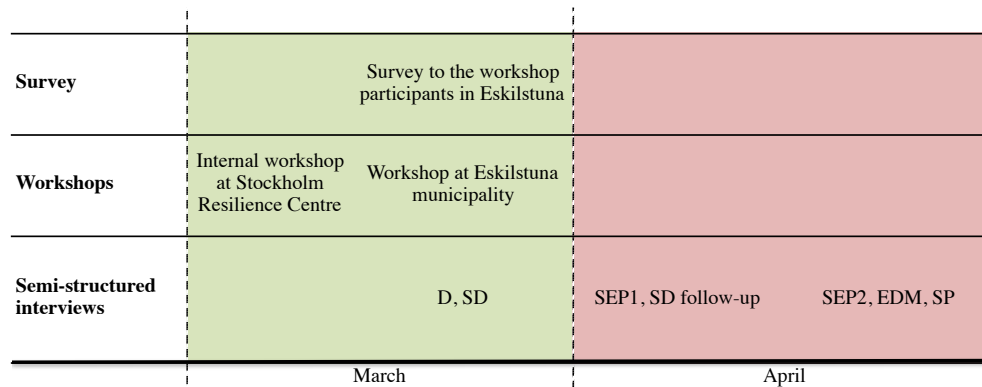 Survey
Survey to the workshop
participants in Eskilstuna
Workshops
Internal workshop
at Stockholm
Resilience Centre
Workshop at Eskilstuna
municipality
Semi-structured
interviews
D, SD
SEP1, SD follow-up
SEP2, EDM, SP
March
April